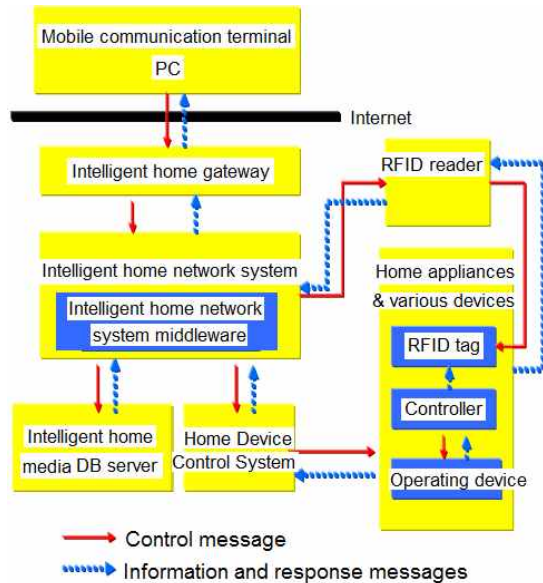 Mobile communication terminal
PC
Internet
Intelligent home gateway
RFID reader
Intelligent home network system
Intelligent home network
system middleware
Home appliances
& various devices
RFID tag
Controller
Operating device
Intelligent home
media DB server
Home Device
Control System
Control message
Information and response messages